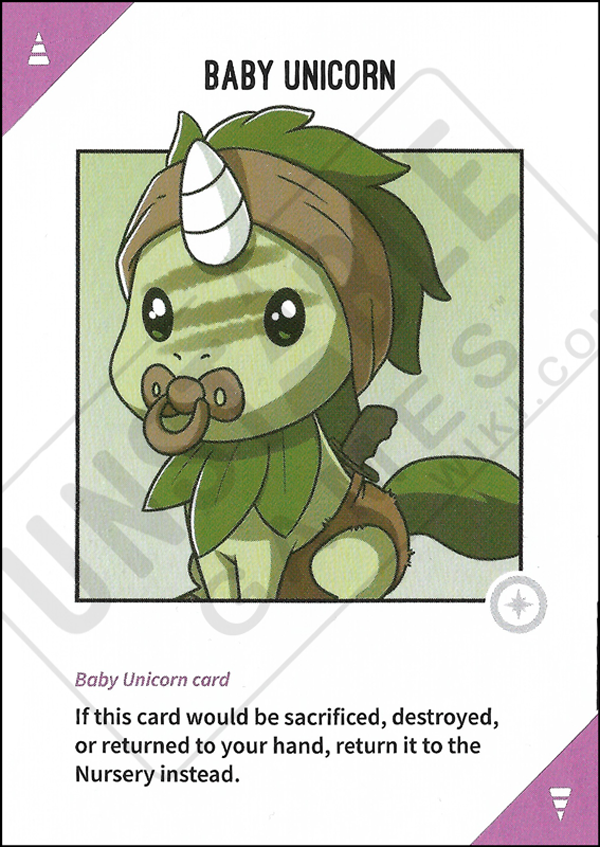 BABY UNICORN
UNSTABLE
GAMES
WIKI.COM
™
Baby Unicorn card
If this card would be sacrificed, destroyed,
or returned to your hand, return it to the
Nursery instead.